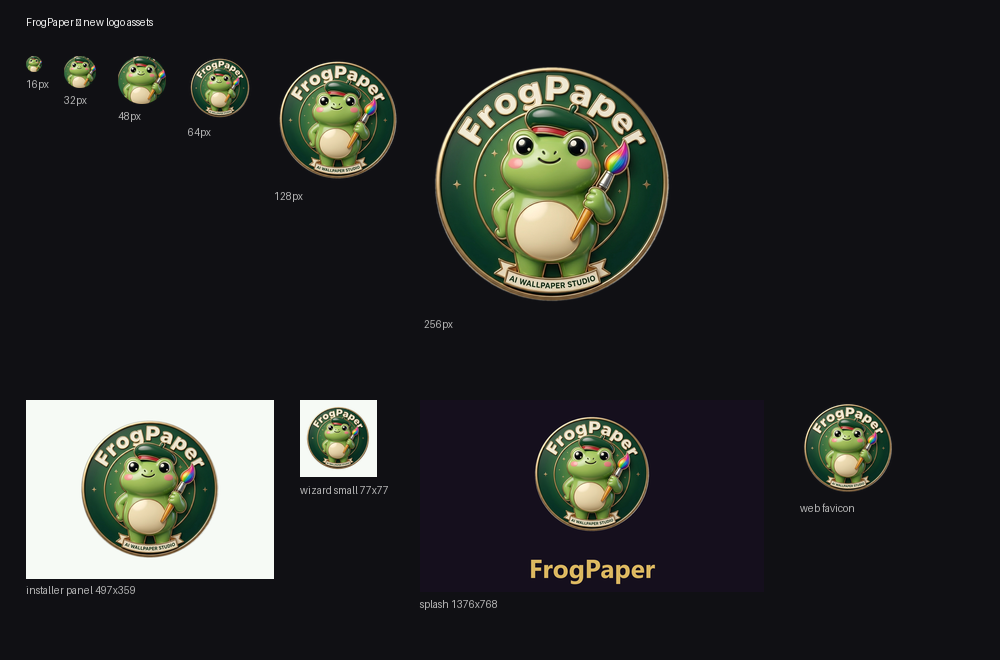 FrogPaper ▯ new logo assets
16px
32px
48px
FrogPaper
64px
FrogPaper
AI WALLPAPER STUDIO
128px
FrogPaper
AI WALLPAPER STUDIO
256px
FrogPaper
AI WALLPAPER STUDIO
installer panel 497x359
FrogPaper
wizard small 77x77
FrogPaper
AI WALLPAPER STUDIO
FrogPaper
splash 1376x768
FrogPaper
web favicon